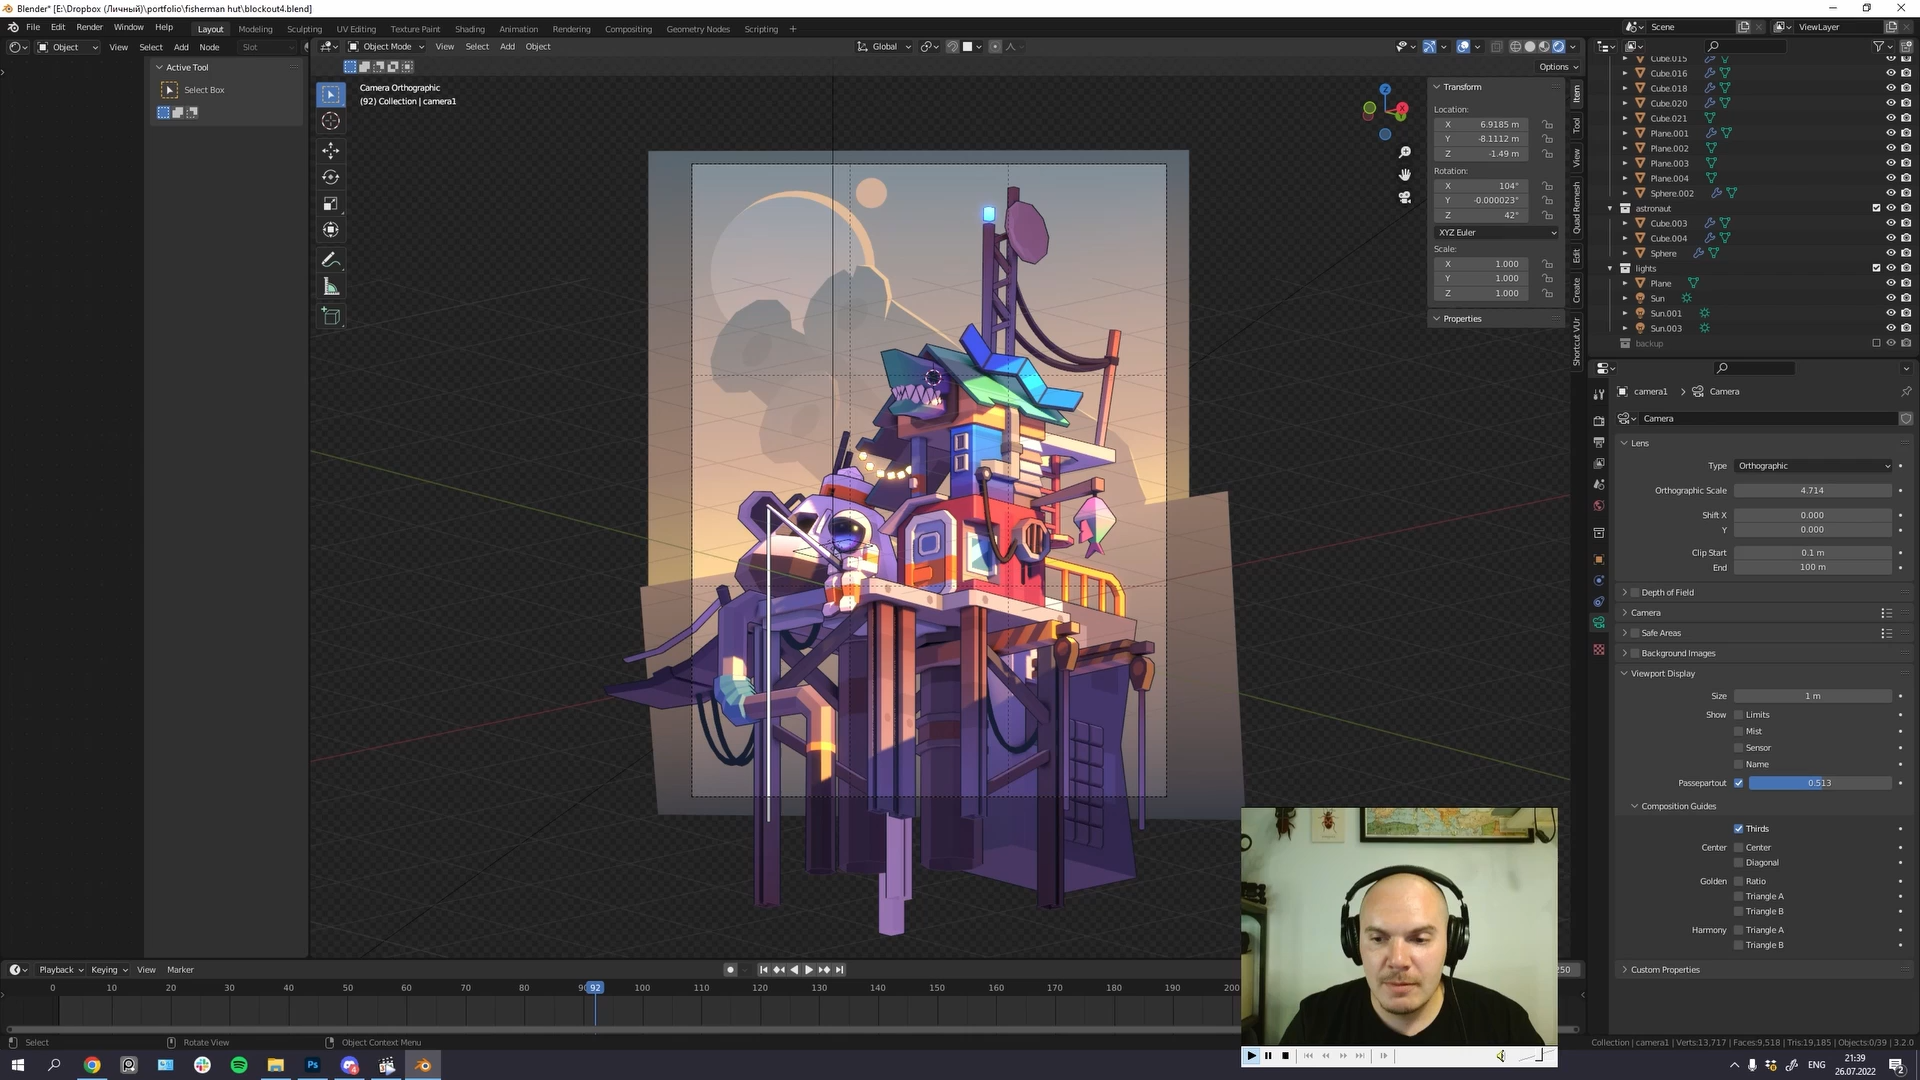 Blender* [E:\Dropbox (Личный)\portfolio\fisherman hut\blockout4.blend]
File Edit Render Window Help Layout Modeling Sculpting UV Editing Texture Paint Shading Animation Rendering Compositing Geometry Nodes Scripting + Scene ViewLayer
Object View Select Add Node Slot Object Mode View Select Add Object Global
Options
Active Tool
Select Box
Camera Orthographic
(92) Collection | camera1
Transform
Location:
X 6.9185 m
Y -8.1112 m
Z -1.49 m
Rotation:
X 104°
Y -0.000023°
Z 42°
XYZ Euler
Scale:
X 1.000
Y 1.000
Z 1.000
Properties
Item
Tool
View
Quad Remesh
Edit
Create
Shortcut VUr
Cube.015
Cube.016
Cube.018
Cube.020
Cube.021
Plane.001
Plane.002
Plane.003
Plane.004
Sphere.002
astronaut
Cube.003
Cube.004
Sphere
lights
Plane
Sun
Sun.001
Sun.003
backup
camera1 > Camera
Camera
Lens
Type Orthographic
Orthographic Scale 4.714
Shift X 0.000
Y 0.000
Clip Start 0.1 m
End 100 m
Depth of Field
Camera
Safe Areas
Background Images
Viewport Display
Size 1 m
Show Limits
Mist
Sensor
Name
Passepartout 0.513
Composition Guides
Thirds
Center Center
Diagonal
Golden Ratio
Triangle A
Triangle B
Harmony Triangle A
Triangle B
Custom Properties
Playback Keying View Marker 250
0 10 20 30 40 50 60 70 80 92 100 110 120 130 140 150 160 170 180 190 200
Select Rotate View Object Context Menu
Collection | camera1 | Verts:13,717 | Faces:9,518 | Tris:19,185 | Objects:0/39 | 3.2.0
Ps
ENG
21:39
26.07.2022